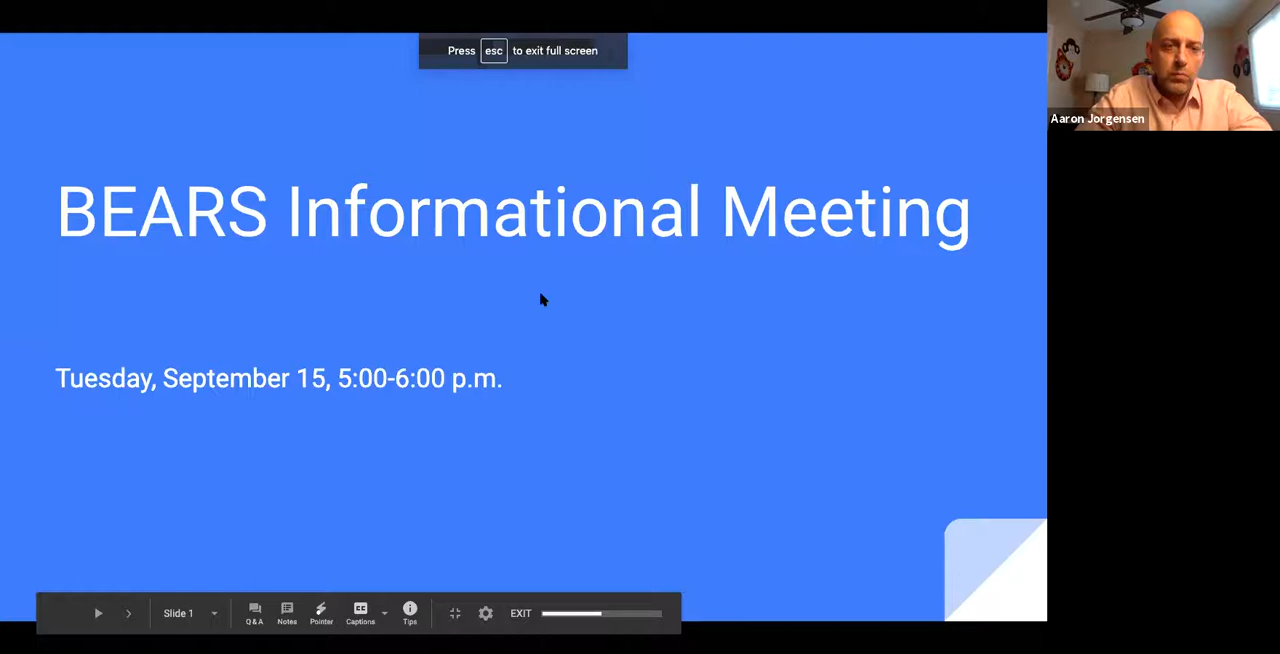 Press esc to exit full screen
Aaron Jorgensen
BEARS Informational Meeting
Tuesday, September 15, 5:00-6:00 p.m.
Slide 1 Q & A Notes Pointer CC Captions Tips EXIT